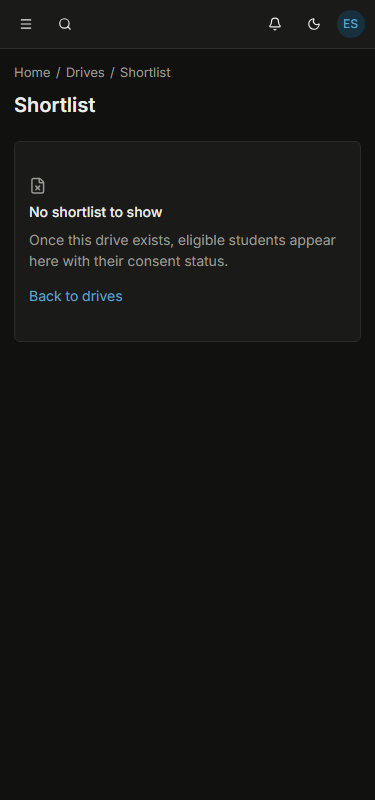 ES
Home / Drives / Shortlist
Shortlist
No shortlist to show
Once this drive exists, eligible students appear
here with their consent status.
Back to drives